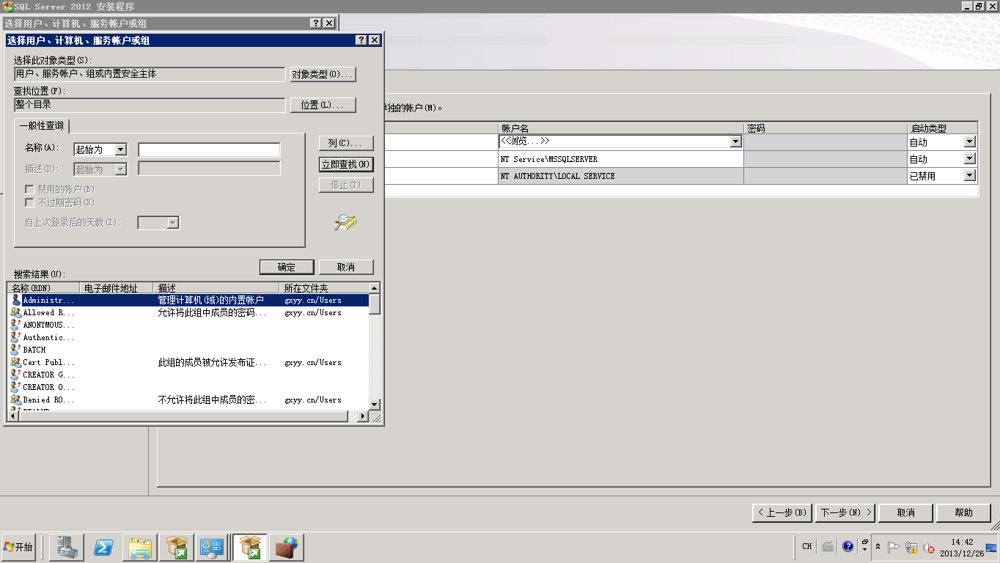 SQL Server 2012 安装程序
选择用户、计算机、服务帐户或组
选择用户、计算机、服务帐户或组
选择此对象类型(S):
用户、服务帐户、组或内置安全主体
对象类型(O)...
查找位置(F):
整个目录
位置(L)...
一般性查询
名称(A):
起始为
描述(D):
起始为
禁用的帐户(B)
不过期密码(X)
自上次登录后的天数(I):
列(C)...
立即查找(N)
停止(T)
确定
取消
搜索结果(U):
名称(RDN) 电子邮件地址 描述 所在文件夹
Administr... 管理计算机(域)的内置帐户 gxyy.cn/Users
Allowed R... 允许将此组中成员的密码... gxyy.cn/Users
ANONYMOUS...
Authentic...
BATCH
Cert Publ... 此组的成员被允许发布证... gxyy.cn/Users
CREATOR G...
CREATOR O...
Denied RO... 不允许将此组中成员的密... gxyy.cn/Users
独的帐户(M)。
帐户名 密码 启动类型
<<浏览...>> 自动
NT Service\MSSQLSERVER 自动
NT AUTHORITY\LOCAL SERVICE 已禁用
< 上一步(B)
下一步(N) >
取消
帮助
开始
CH
14:42
2013/12/26